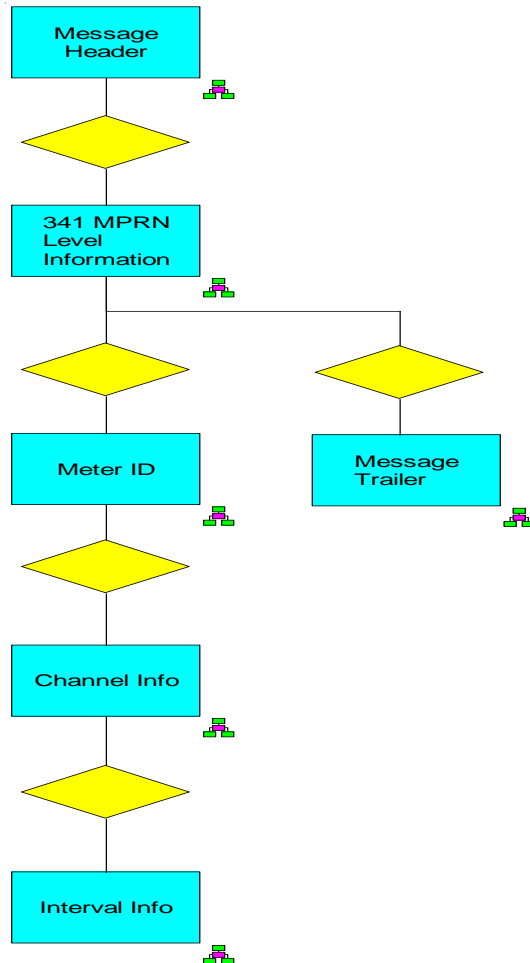 Message
Header
341 MPRN
Level
Information
Meter ID
Message
Trailer
Channel Info
Interval Info